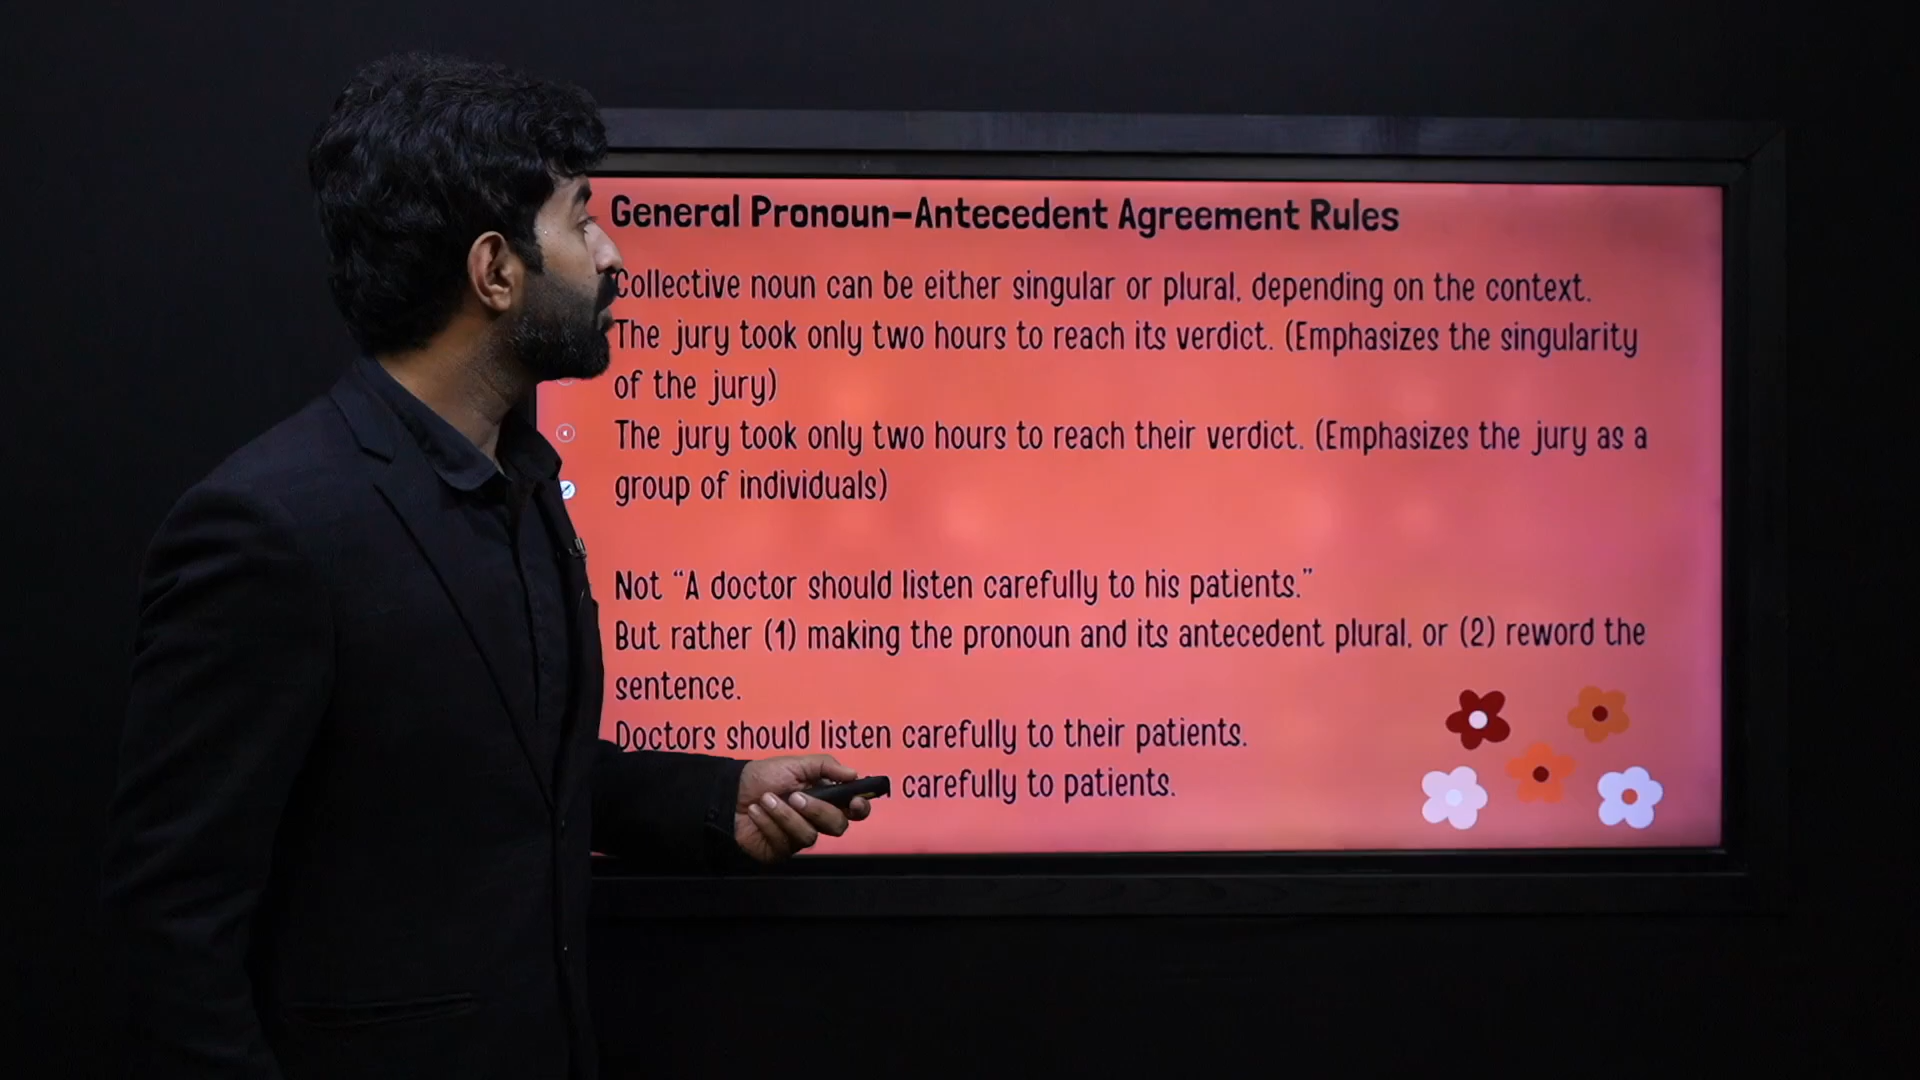 General Pronoun–Antecedent Agreement Rules
Collective noun can be either singular or plural, depending on the context.
The jury took only two hours to reach its verdict. (Emphasizes the singularity
of the jury)
The jury took only two hours to reach their verdict. (Emphasizes the jury as a
group of individuals)
Not “A doctor should listen carefully to his patients.”
But rather (1) making the pronoun and its antecedent plural, or (2) reword the
sentence.
Doctors should listen carefully to their patients.
carefully to patients.